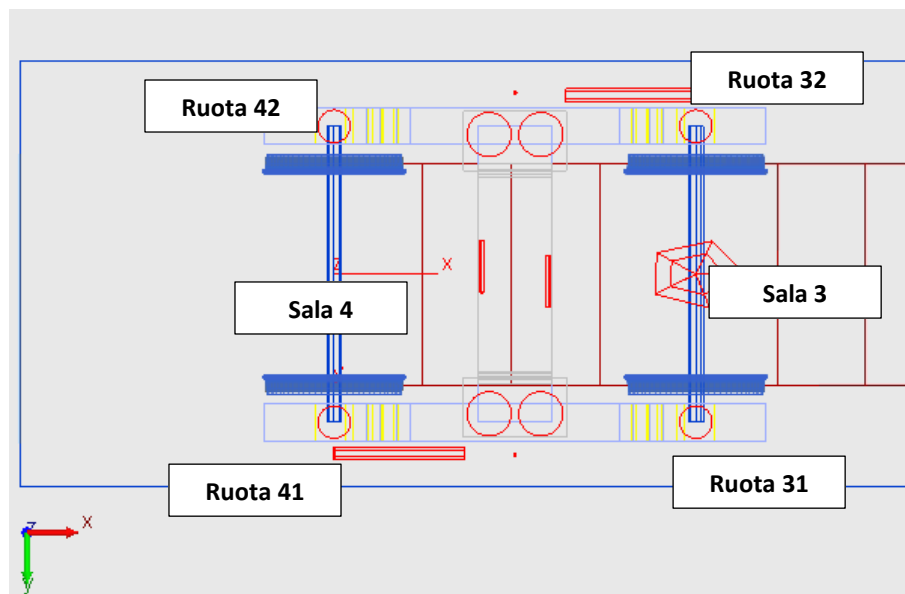 Ruota 32
Ruota 42
Z
X
Sala 3
Sala 4
Ruota 31
Ruota 41
Z
X
y